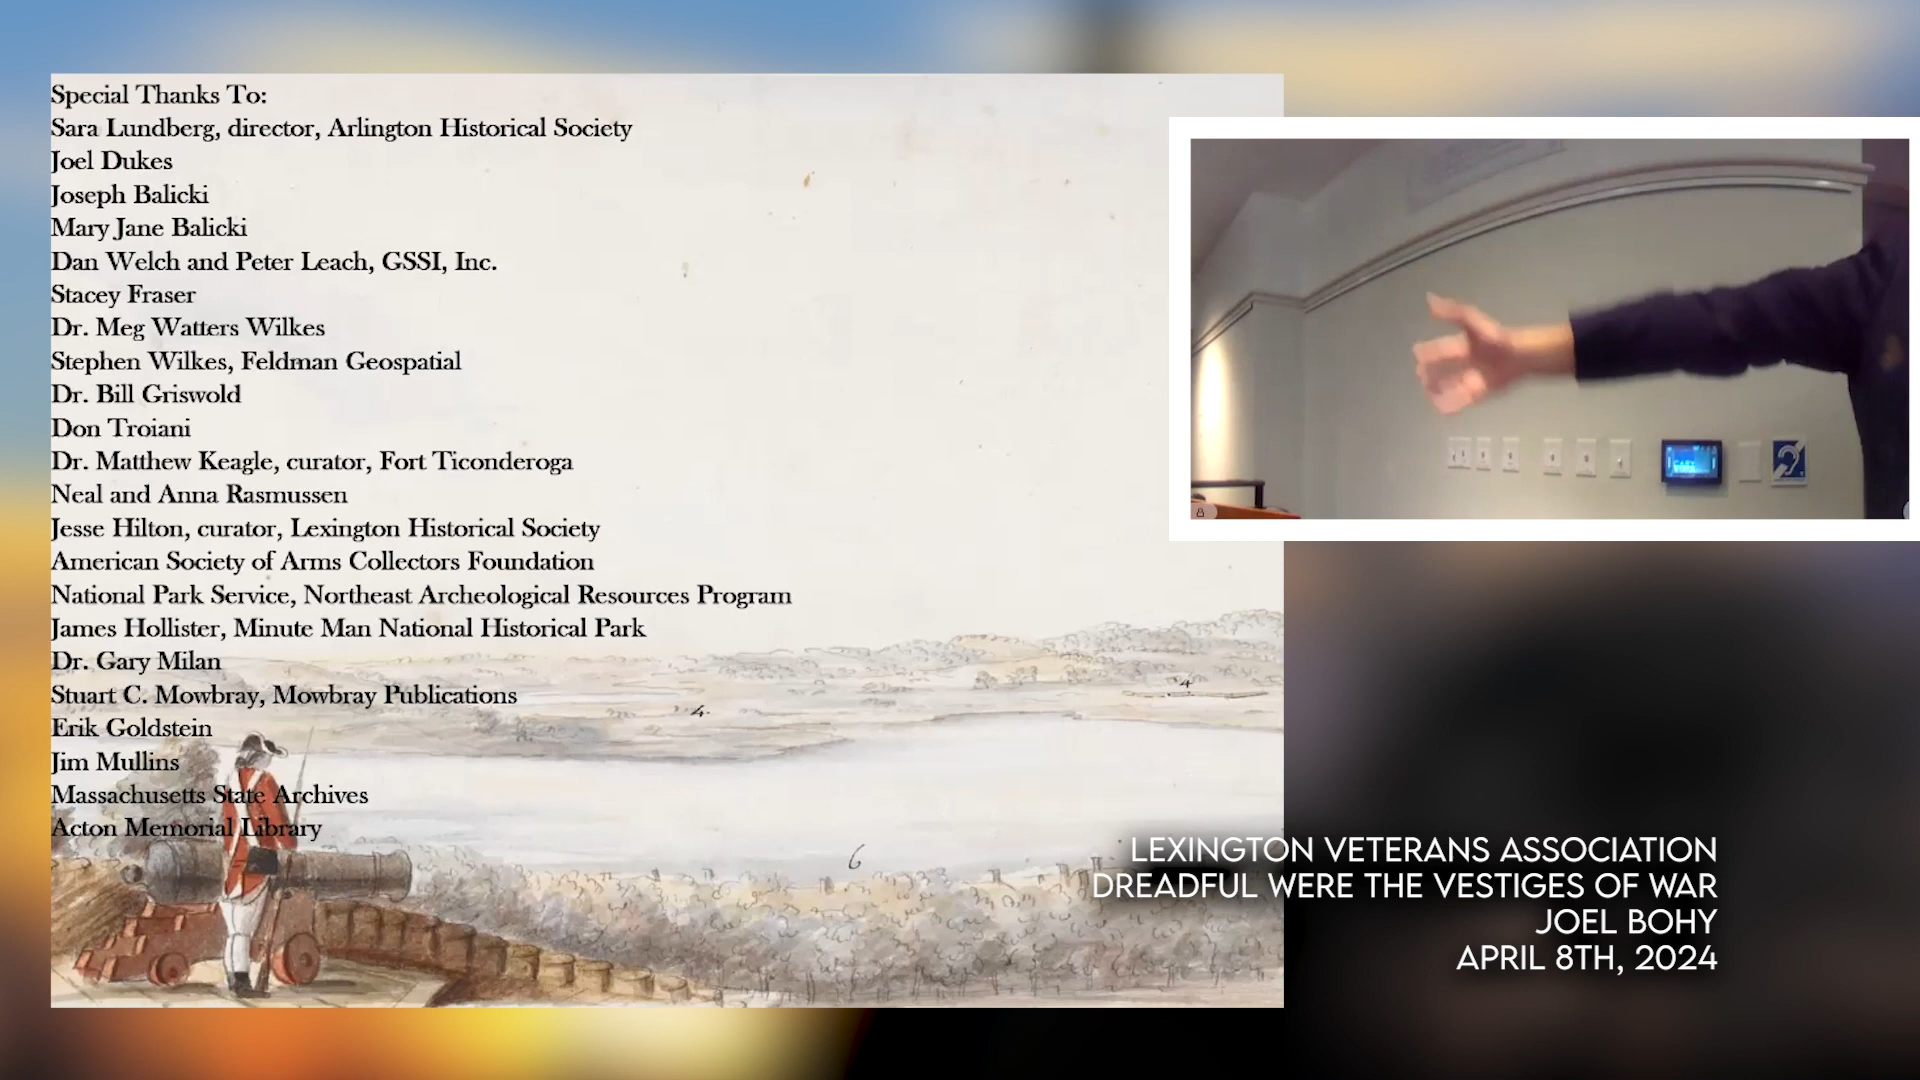 Special Thanks To:
Sara Lundberg, director, Arlington Historical Society
Joel Dukes
Joseph Balicki
Mary Jane Balicki
Dan Welch and Peter Leach, GSSI, Inc.
Stacey Fraser
Dr. Meg Watters Wilkes
Stephen Wilkes, Feldman Geospatial
Dr. Bill Griswold
Don Troiani
Dr. Matthew Keagle, curator, Fort Ticonderoga
Neal and Anna Rasmussen
Jesse Hilton, curator, Lexington Historical Society
American Society of Arms Collectors Foundation
National Park Service, Northeast Archeological Resources Program
James Hollister, Minute Man National Historical Park
Dr. Gary Milan
Stuart C. Mowbray, Mowbray Publications
Erik Goldstein
Jim Mullins
Massachusetts State Archives
Acton Memorial Library
4
4
6
LEXINGTON VETERANS ASSOCIATION
DREADFUL WERE THE VESTIGES OF WAR
JOEL BOHY
APRIL 8TH, 2024